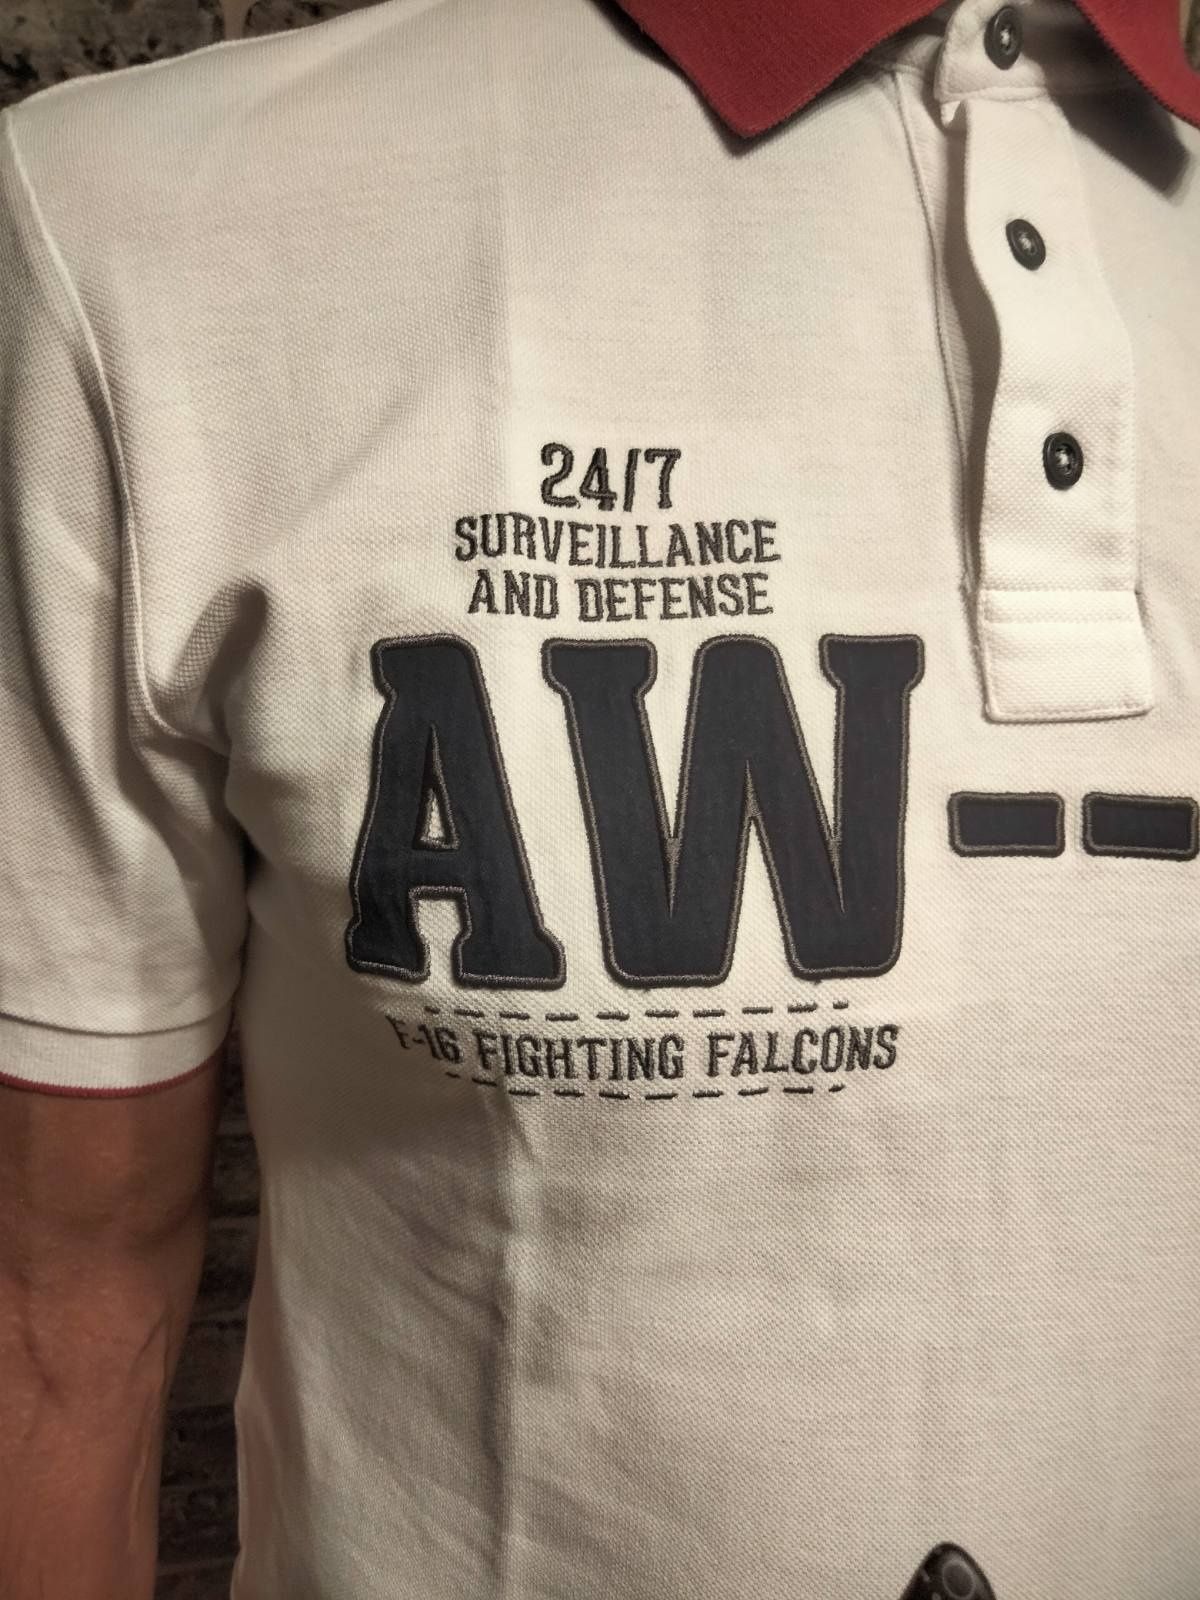 24/7
SURVEILLANCE
AND DEFENSE
AW--
F-16 FIGHTING FALCONS